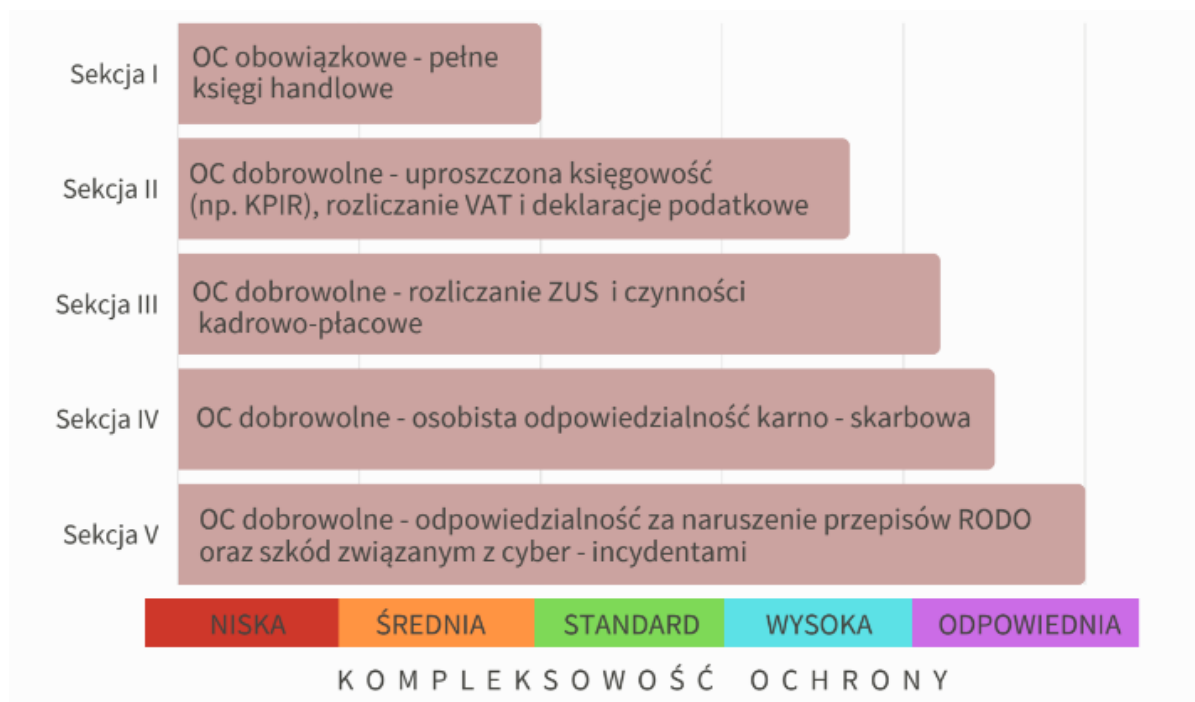 Sekcja I
OC obowiązkowe - pełne
księgi handlowe
Sekcja II
OC dobrowolne - uproszczona księgowość
(np. KPIR), rozliczanie VAT i deklaracje podatkowe
Sekcja III
OC dobrowolne - rozliczanie ZUS i czynności
kadrowo-płacowe
Sekcja IV
OC dobrowolne - osobista odpowiedzialność karno - skarbowa
Sekcja V
OC dobrowolne - odpowiedzialność za naruszenie przepisów RODO
oraz szkód związanym z cyber - incydentami
NISKA ŚREDNIA STANDARD WYSOKA ODPOWIEDNIA
KOMPLEKSOWOŚĆ OCHRONY